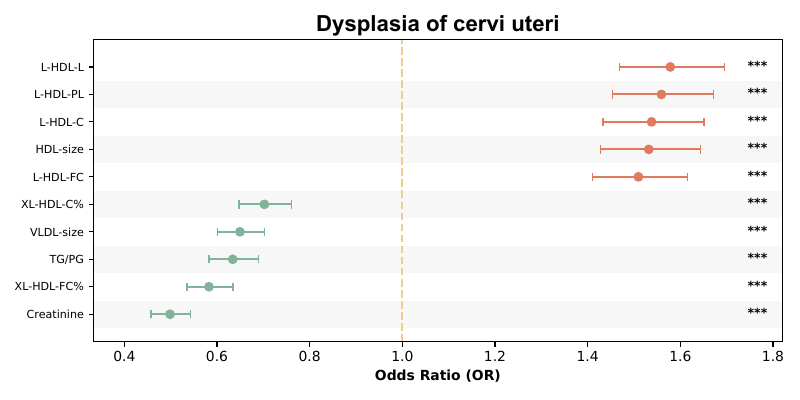 Dysplasia of cervi uteri
L-HDL-L ***
L-HDL-PL ***
L-HDL-C ***
HDL-size ***
L-HDL-FC ***
XL-HDL-C% ***
VLDL-size ***
TG/PG ***
XL-HDL-FC% ***
Creatinine ***
0.4 0.6 0.8 1.0 1.2 1.4 1.6 1.8
Odds Ratio (OR)